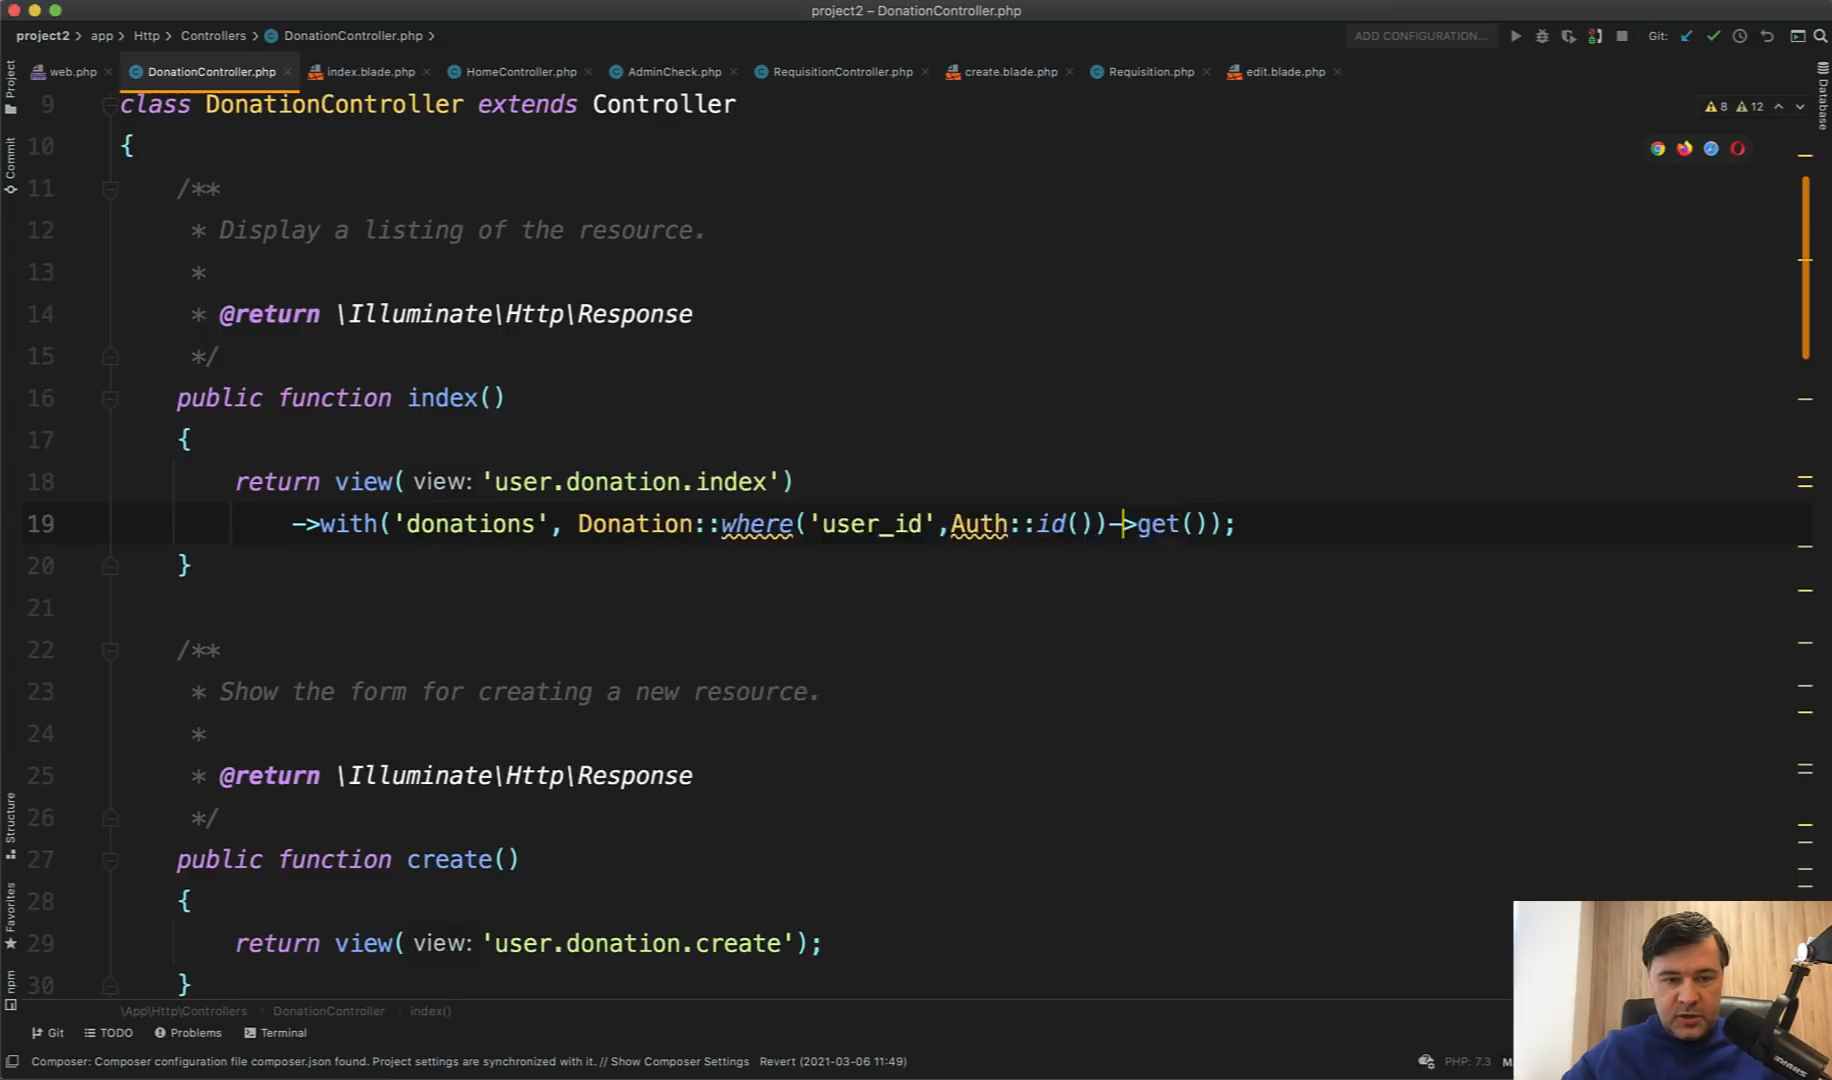 project2 – DonationController.php
project2 > app > Http > Controllers > DonationController.php >
ADD CONFIGURATION...
Git:
web.php
DonationController.php
index.blade.php
HomeController.php
AdminCheck.php
RequisitionController.php
create.blade.php
Requisition.php
edit.blade.php
Project
Commit
Structure
Favorites
npm
Database
8 12
9 class DonationController extends Controller
10 {
11 /**
12 * Display a listing of the resource.
13 *
14 * @return \Illuminate\Http\Response
15 */
16 public function index()
17 {
18 return view( view: 'user.donation.index')
19 ->with('donations', Donation::where('user_id',Auth::id())->get());
20 }
21
22 /**
23 * Show the form for creating a new resource.
24 *
25 * @return \Illuminate\Http\Response
26 */
27 public function create()
28 {
29 return view( view: 'user.donation.create');
30 }
\App\Http\Controllers > DonationController > index()
Git TODO Problems Terminal
Composer: Composer configuration file composer.json found. Project settings are synchronized with it. // Show Composer Settings Revert (2021-03-06 11:49)
PHP: 7.3
SHURE